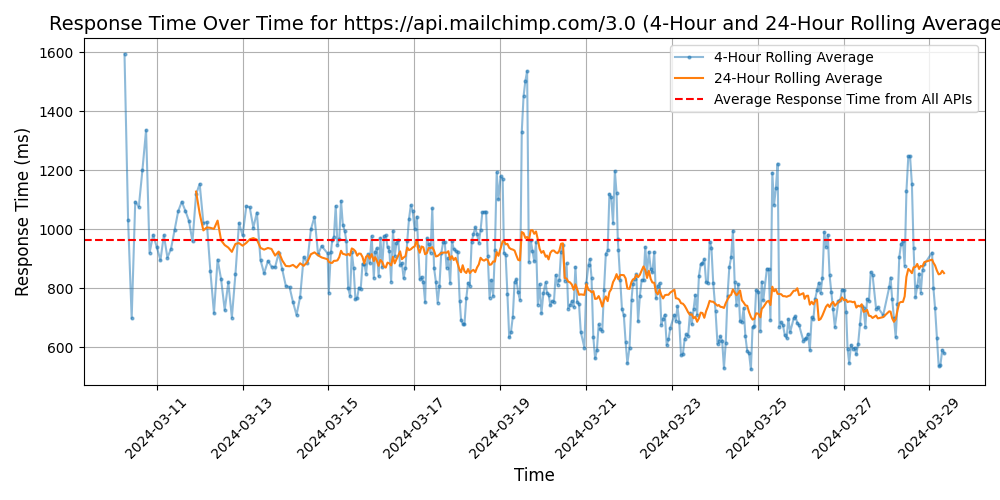 Response Time Over Time for https://api.mailchimp.com/3.0 (4-Hour and 24-Hour Rolling Average
1600
1400
1200
1000
800
600
Response Time (ms)
4-Hour Rolling Average
24-Hour Rolling Average
Average Response Time from All APIs
2024-03-11
2024-03-13
2024-03-15
2024-03-17
2024-03-19
2024-03-21
2024-03-23
2024-03-25
2024-03-27
2024-03-29
Time